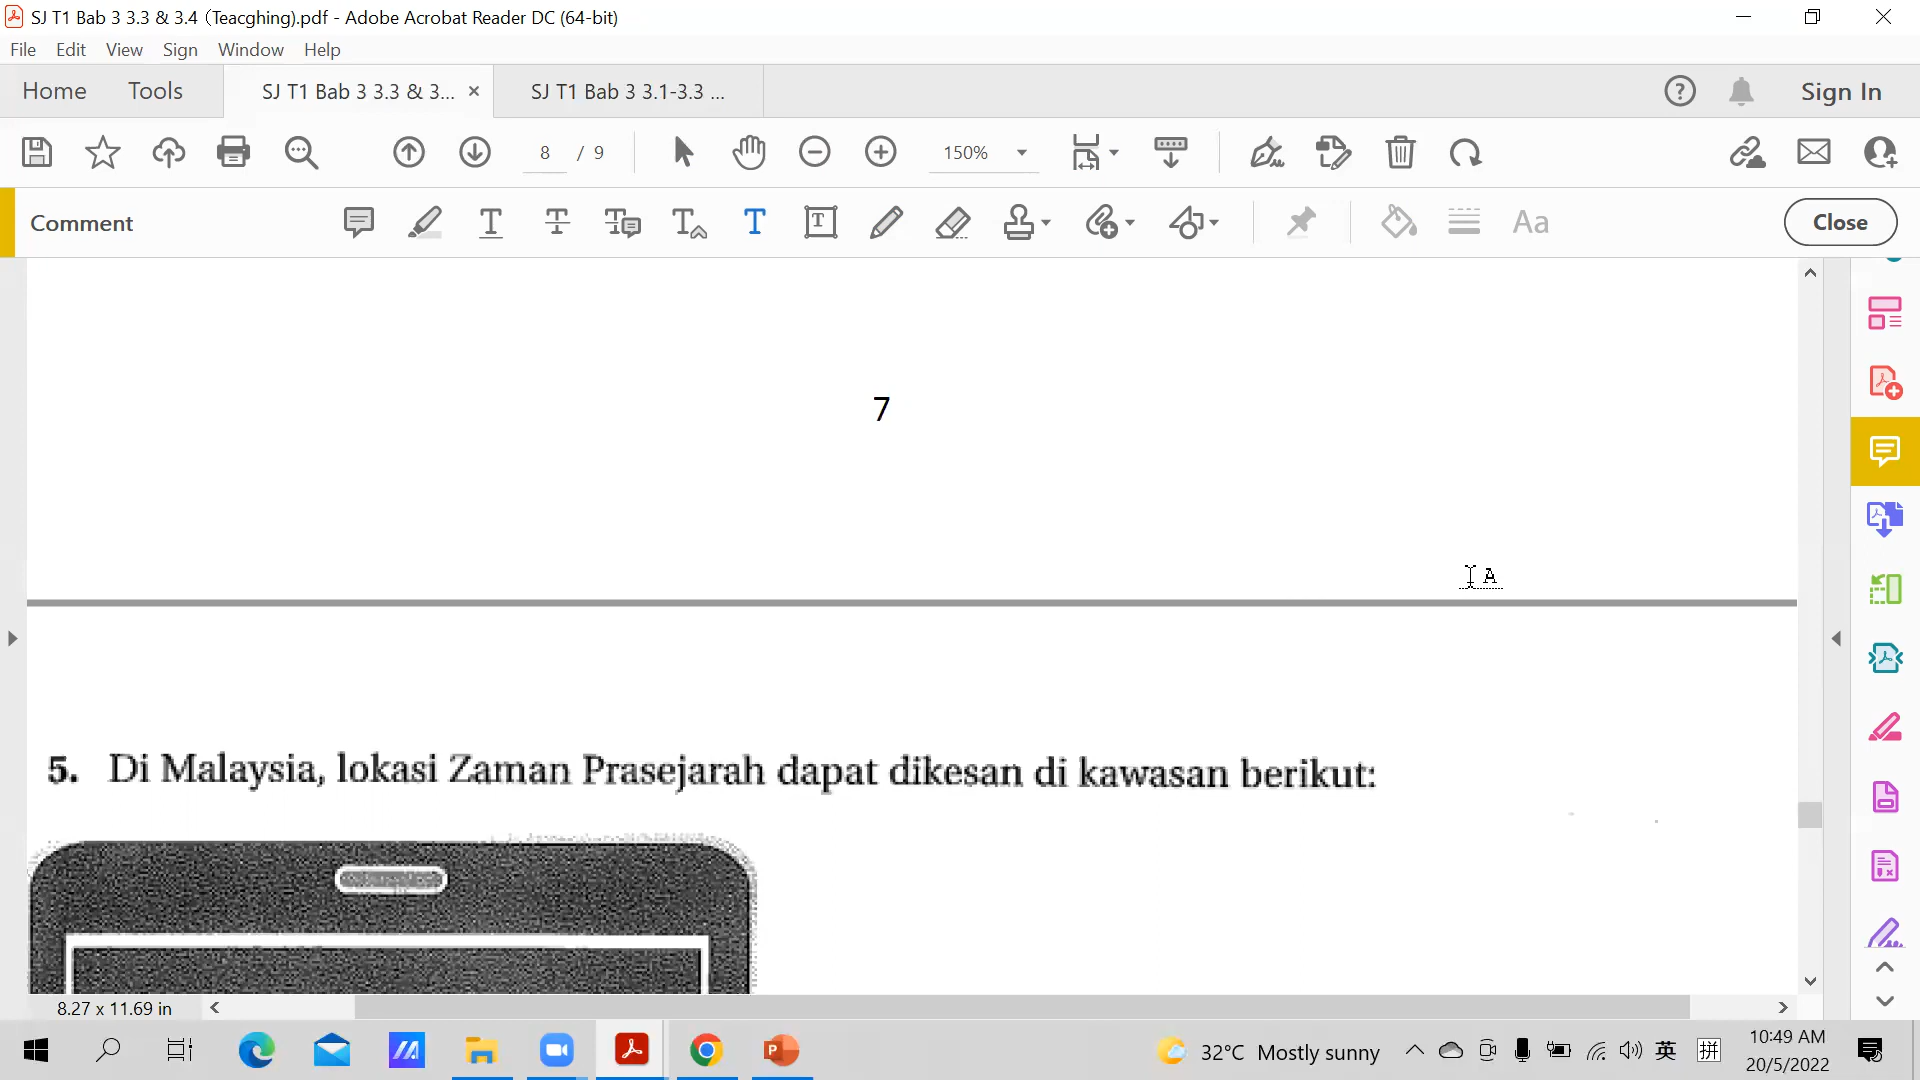 SJ T1 Bab 3 3.3 & 3.4 (Teacghing).pdf - Adobe Acrobat Reader DC (64-bit)
File Edit View Sign Window Help
Home Tools SJ T1 Bab 3 3.3 & 3... × SJ T1 Bab 3 3.1-3.3 ... Sign In
8 / 9 150%
Comment Aa Close
7
5. Di Malaysia, lokasi Zaman Prasejarah dapat dikesan di kawasan berikut:
8.27 x 11.69 in
32°C Mostly sunny 英 拼 10:49 AM
20/5/2022